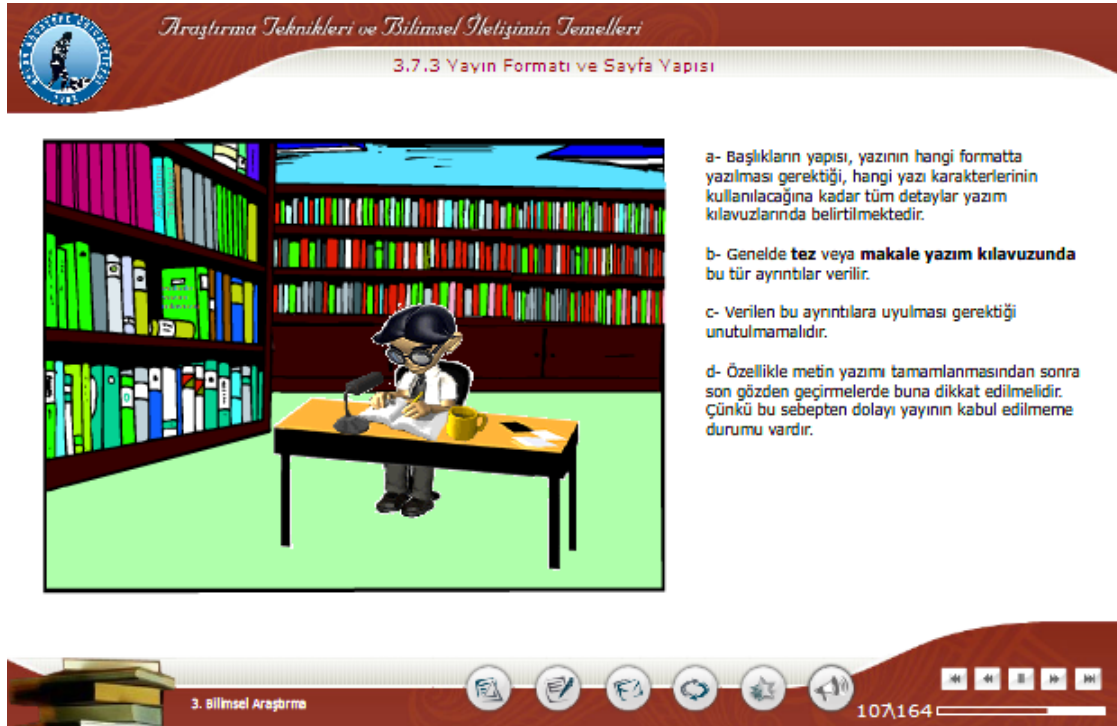 Araştırma Teknikleri ve Bilimsel İletişimin Temelleri
3.7.3 Yayın Formatı ve Sayfa Yapısı
a- Başlıkların yapısı, yazının hangi formatta
yazılması gerektiği, hangi yazı karakterlerinin
kullanılacağına kadar tüm detaylar yazım
kılavuzlarında belirtilmektedir.
b- Genelde tez veya makale yazım kılavuzunda
bu tür ayrıntılar verilir.
c- Verilen bu ayrıntılara uyulması gerektiği
unutulmamalıdır.
d- Özellikle metin yazımı tamamlanmasından sonra
son gözden geçirmelerde buna dikkat edilmelidir.
Çünkü bu sebepten dolayı yayının kabul edilmeme
durumu vardır.
3. Bilimsel Araştırma
107\164